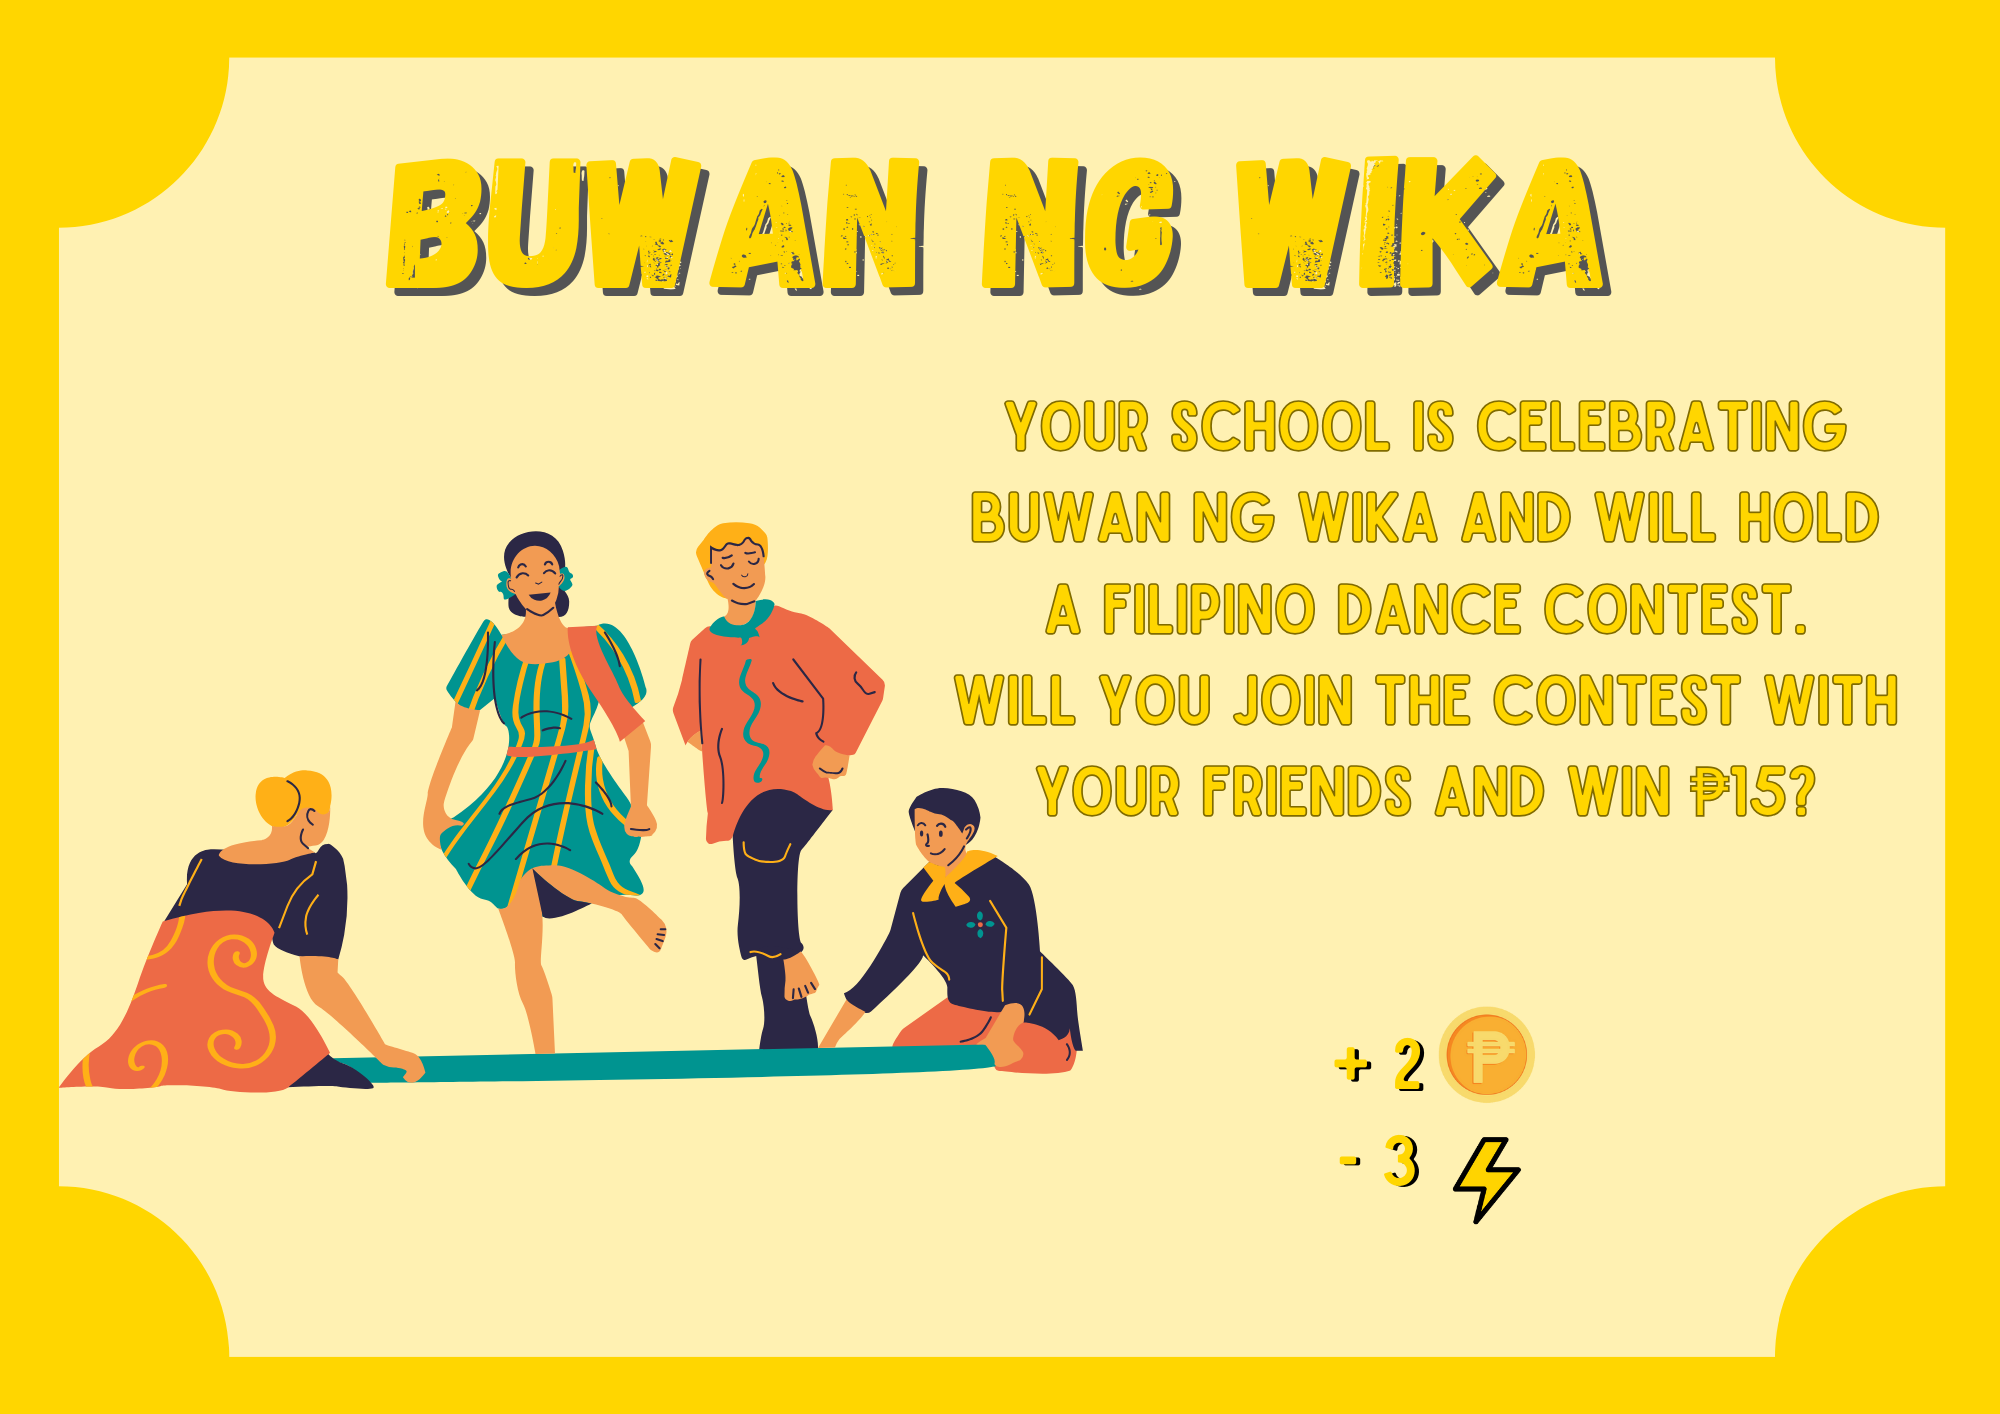 BUWAN NG WIKA
YOUR SCHOOL IS CELEBRATING
BUWAN NG WIKA AND WILL HOLD
A FILIPINO DANCE CONTEST.
WILL YOU JOIN THE CONTEST WITH
YOUR FRIENDS AND WIN ₱15?
+ 2 ₱
- 3